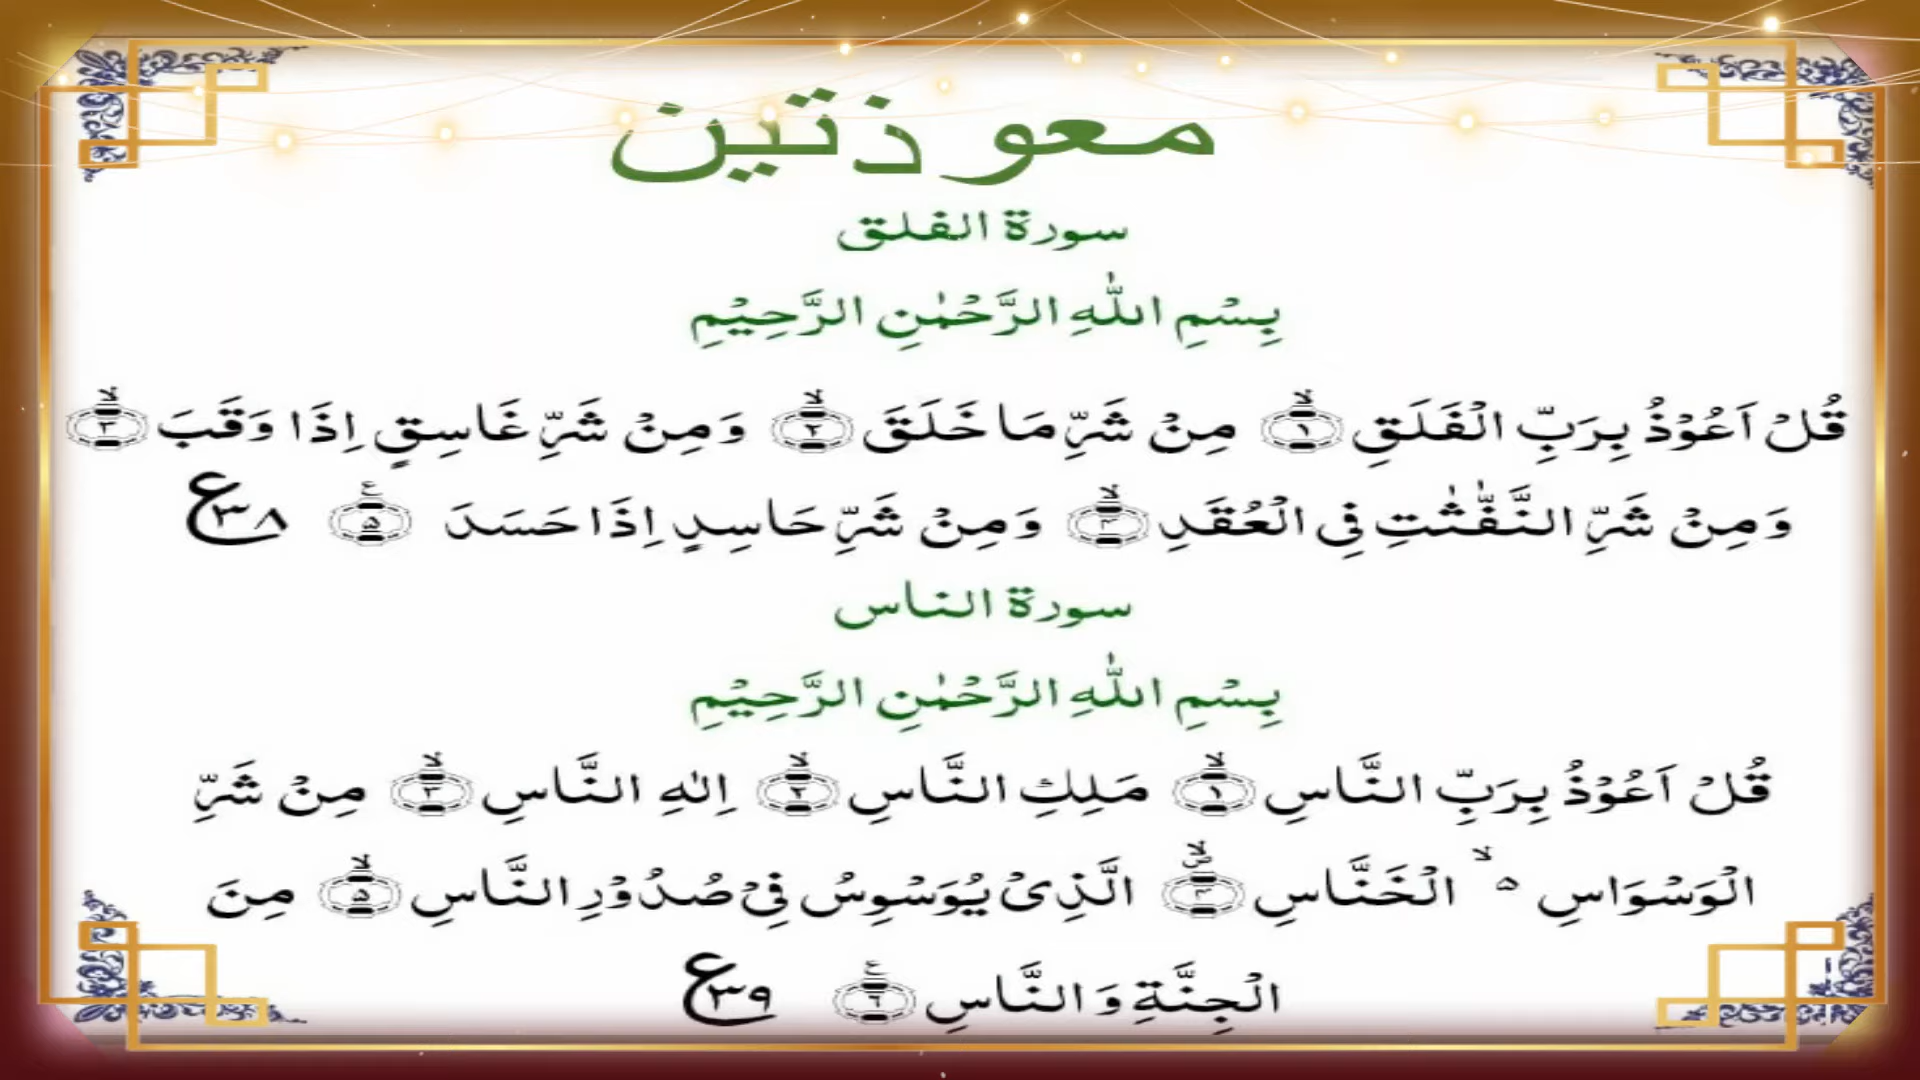 معوذتین
سورة الفلق
بِسْمِ اللّٰهِ الرَّحْمٰنِ الرَّحِيْمِ
قُلْ اَعُوْذُ بِرَبِّ الْفَلَقِ ۙ﴿۱﴾ مِنْ شَرِّ مَا خَلَقَ ۙ﴿۲﴾ وَ مِنْ شَرِّ غَاسِقٍ اِذَا وَقَبَ ۙ﴿۳﴾
وَ مِنْ شَرِّ النَّفّٰثٰتِ فِی الْعُقَدِ ۙ﴿۴﴾ وَ مِنْ شَرِّ حَاسِدٍ اِذَا حَسَدَ ﴿۵﴾٪ ع ۳۸
سورة الناس
بِسْمِ اللّٰهِ الرَّحْمٰنِ الرَّحِيْمِ
قُلْ اَعُوْذُ بِرَبِّ النَّاسِ ۙ﴿۱﴾ مَلِكِ النَّاسِ ۙ﴿۲﴾ اِلٰهِ النَّاسِ ۙ﴿۳﴾ مِنْ شَرِّ
الْوَسْوَاسِ ۬ۙ الْخَنَّاسِ ۪ۙ﴿۴﴾ الَّذِیْ یُوَسْوِسُ فِیْ صُدُوْرِ النَّاسِ ۙ﴿۵﴾ مِنَ
الْجِنَّةِ وَ النَّاسِ ﴿۶﴾٪ ع ۳۹